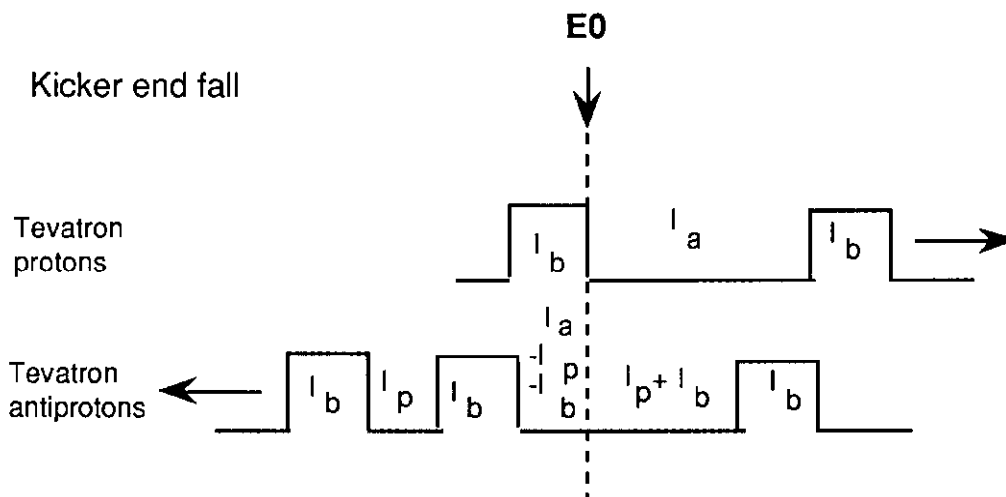 E0
Kicker end fall
Tevatron
protons
I b
I a
I b
Tevatron
antiprotons
I b
I p
I b
I a
-I p
-I b
I p + I b
I b